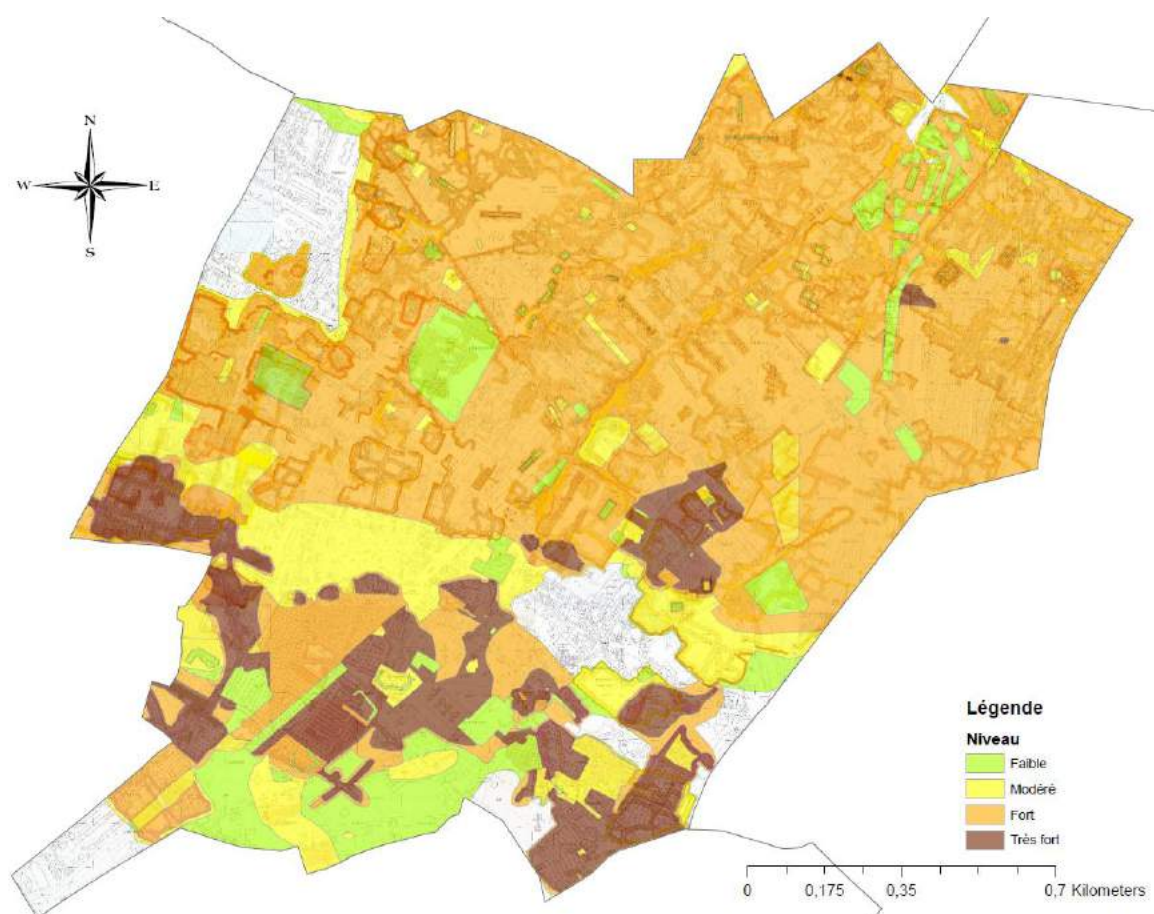 N
W E
S
Légende
Niveau
Faible
Modéré
Fort
Très fort
0 0,175 0,35 0,7 Kilometers